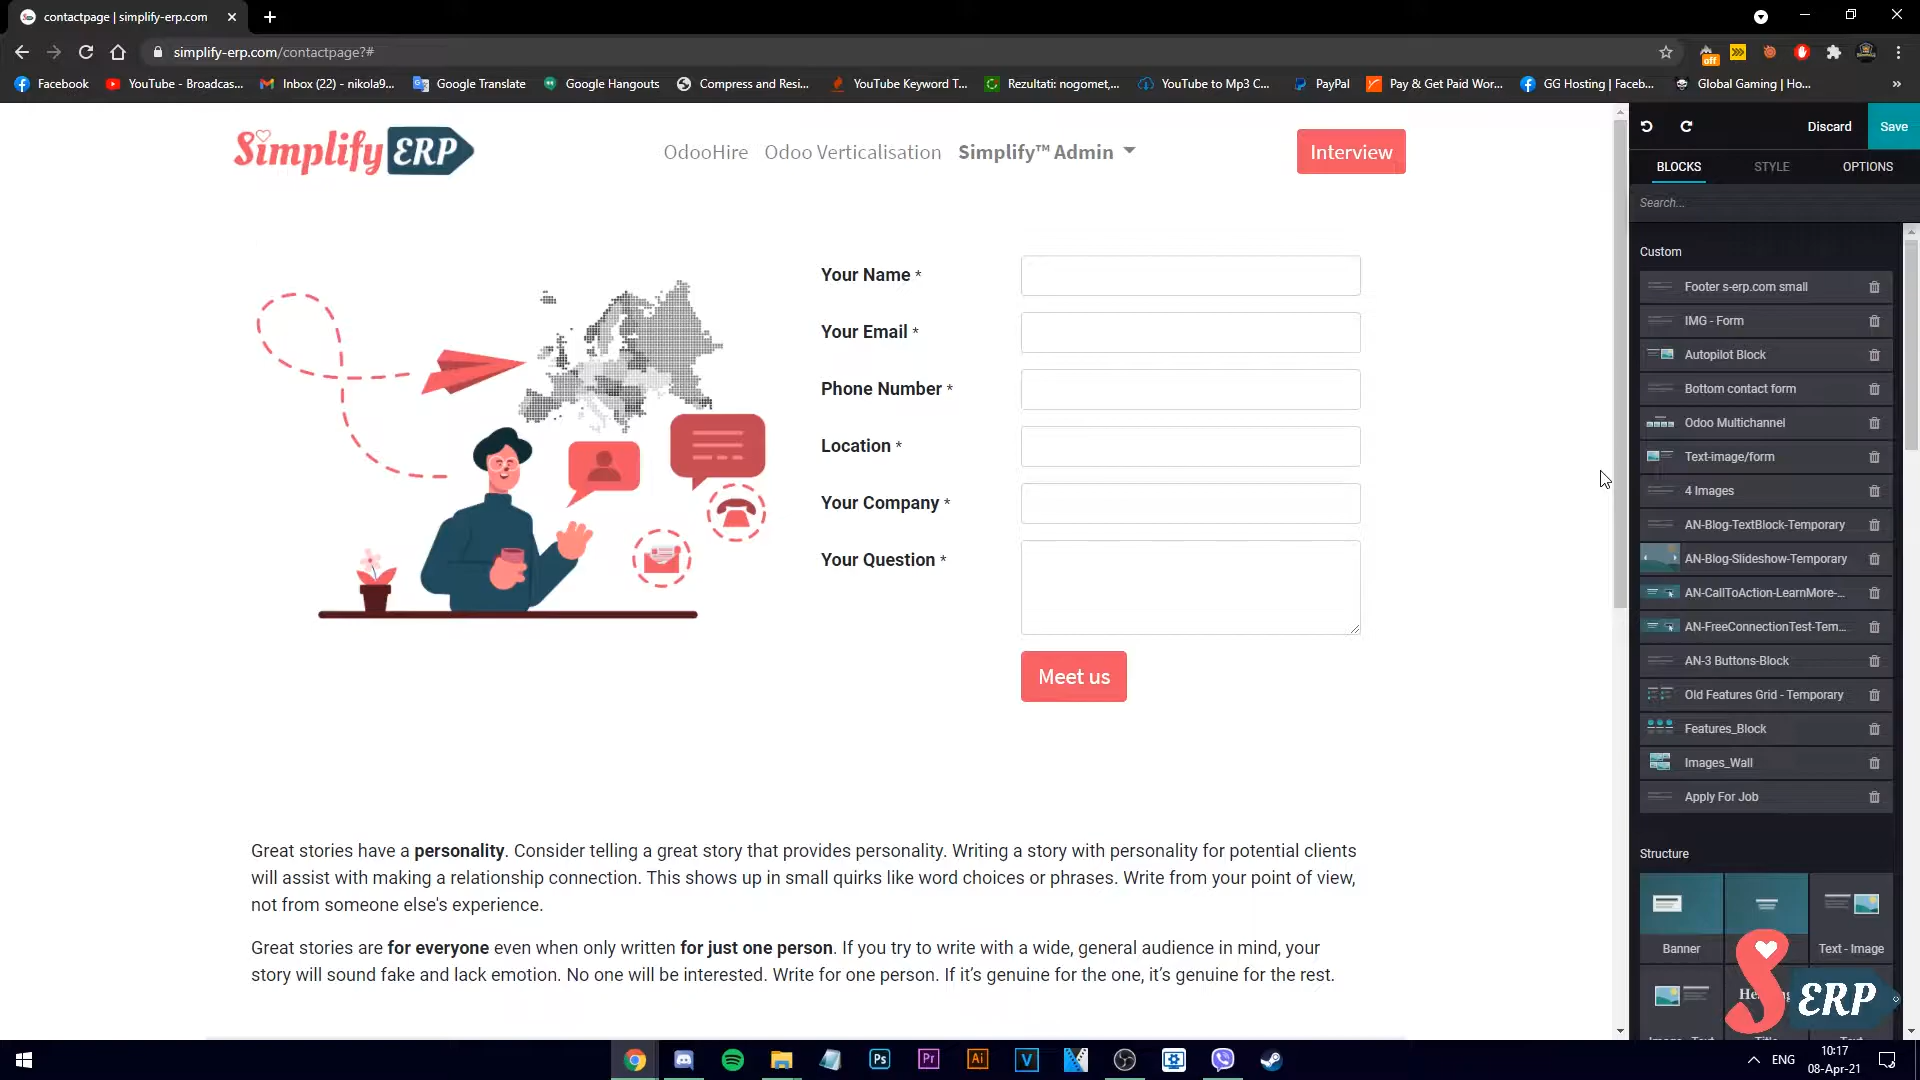 contactpage | simplify-erp.com
simplify-erp.com/contactpage?#
off
Facebook
YouTube - Broadcas...
Inbox (22) - nikola9...
Google Translate
Google Hangouts
Compress and Resi...
YouTube Keyword T...
Rezultati: nogomet,...
YouTube to Mp3 C...
PayPal
Pay & Get Paid Wor...
GG Hosting | Faceb...
Global Gaming | Ho...
»
Simplify ERP
OdooHire
Odoo Verticalisation
Simplify™ Admin
Interview
Discard
Save
BLOCKS
STYLE
OPTIONS
Search...
Your Name *
Your Email *
Phone Number *
Location *
Your Company *
Your Question *
Meet us
Great stories have a personality. Consider telling a great story that provides personality. Writing a story with personality for potential clients
will assist with making a relationship connection. This shows up in small quirks like word choices or phrases. Write from your point of view,
not from someone else's experience.
Great stories are for everyone even when only written for just one person. If you try to write with a wide, general audience in mind, your
story will sound fake and lack emotion. No one will be interested. Write for one person. If it’s genuine for the one, it’s genuine for the rest.
Custom
Footer s-erp.com small
IMG - Form
Autopilot Block
Bottom contact form
Odoo Multichannel
Text-image/form
4 Images
AN-Blog-TextBlock-Temporary
AN-Blog-Slideshow-Temporary
AN-CallToAction-LearnMore-...
AN-FreeConnectionTest-Tem...
AN-3 Buttons-Block
Old Features Grid - Temporary
Features_Block
Images_Wall
Apply For Job
Structure
Banner
Text - Image
S ERP
Ps
Pr
Ai
V
ENG
10:17
08-Apr-21